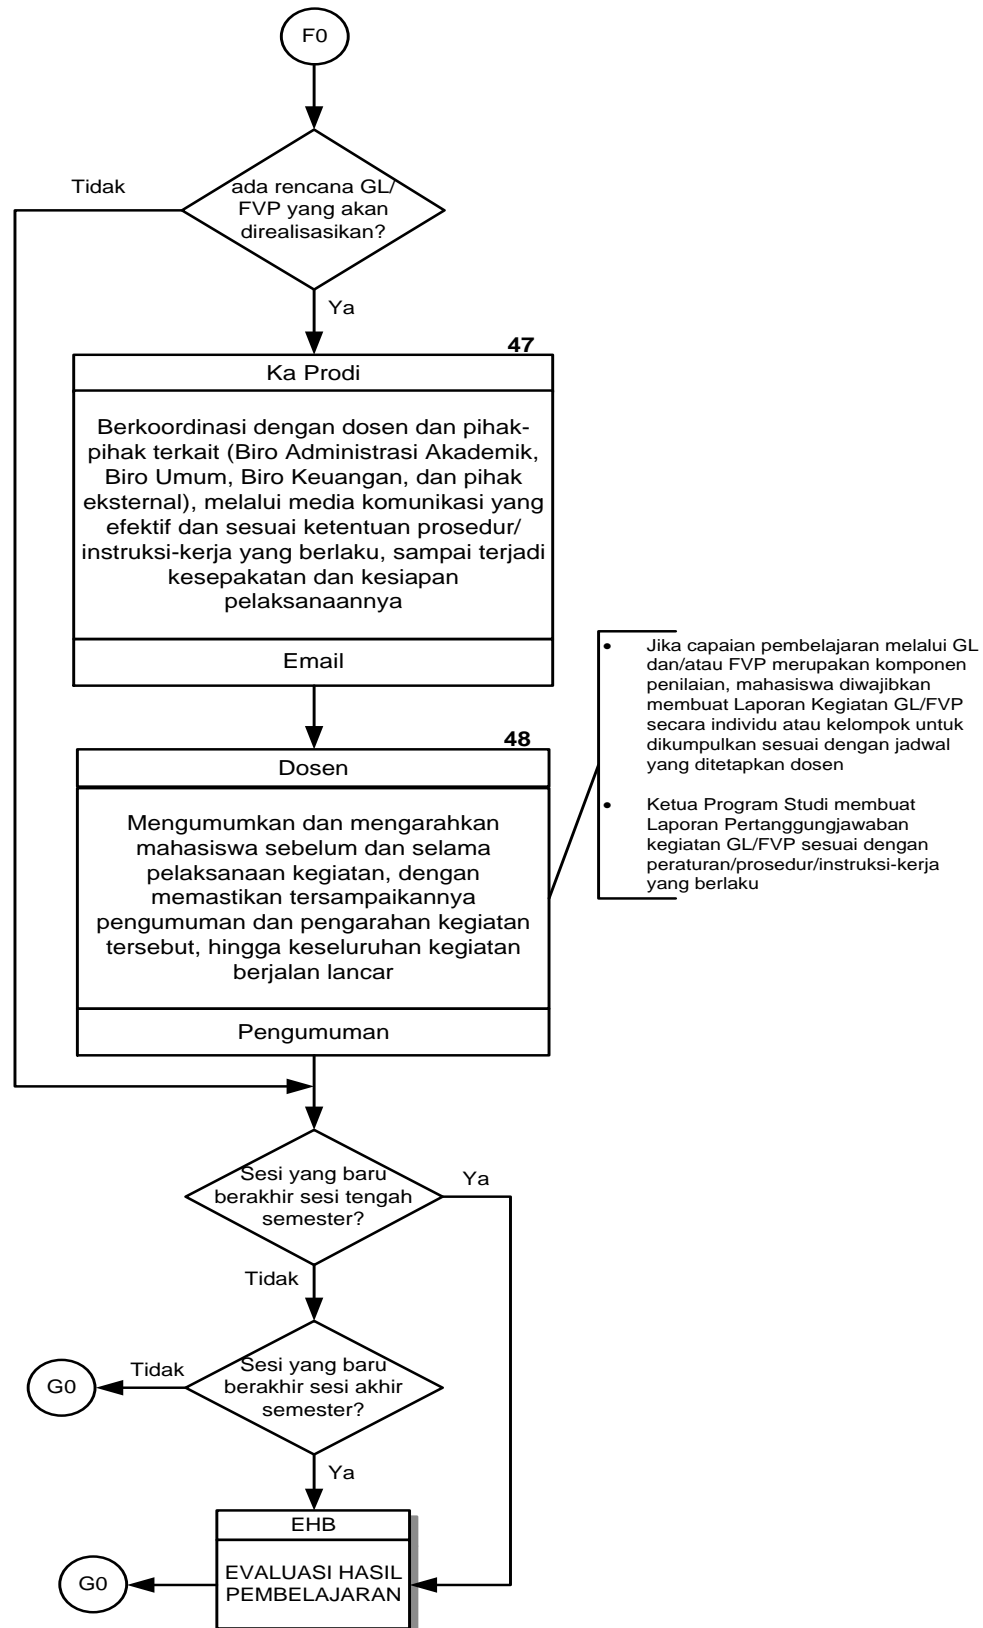 F0
ada rencana GL/
FVP yang akan
direalisasikan?
Tidak
Ya
47
Ka Prodi
Berkoordinasi dengan dosen dan pihak-
pihak terkait (Biro Administrasi Akademik,
Biro Umum, Biro Keuangan, dan pihak
eksternal), melalui media komunikasi yang
efektif dan sesuai ketentuan prosedur/
instruksi-kerja yang berlaku, sampai terjadi
kesepakatan dan kesiapan
pelaksanaannya
Email
48
Dosen
Mengumumkan dan mengarahkan
mahasiswa sebelum dan selama
pelaksanaan kegiatan, dengan
memastikan tersampaikannya
pengumuman dan pengarahan kegiatan
tersebut, hingga keseluruhan kegiatan
berjalan lancar
Pengumuman
• Jika capaian pembelajaran melalui GL
dan/atau FVP merupakan komponen
penilaian, mahasiswa diwajibkan
membuat Laporan Kegiatan GL/FVP
secara individu atau kelompok untuk
dikumpulkan sesuai dengan jadwal
yang ditetapkan dosen
• Ketua Program Studi membuat
Laporan Pertanggungjawaban
kegiatan GL/FVP sesuai dengan
peraturan/prosedur/instruksi-kerja
yang berlaku
Sesi yang baru
berakhir sesi tengah
semester?
Ya
Tidak
Sesi yang baru
berakhir sesi akhir
semester?
Tidak
G0
Ya
EHB
EVALUASI HASIL
PEMBELAJARAN
G0